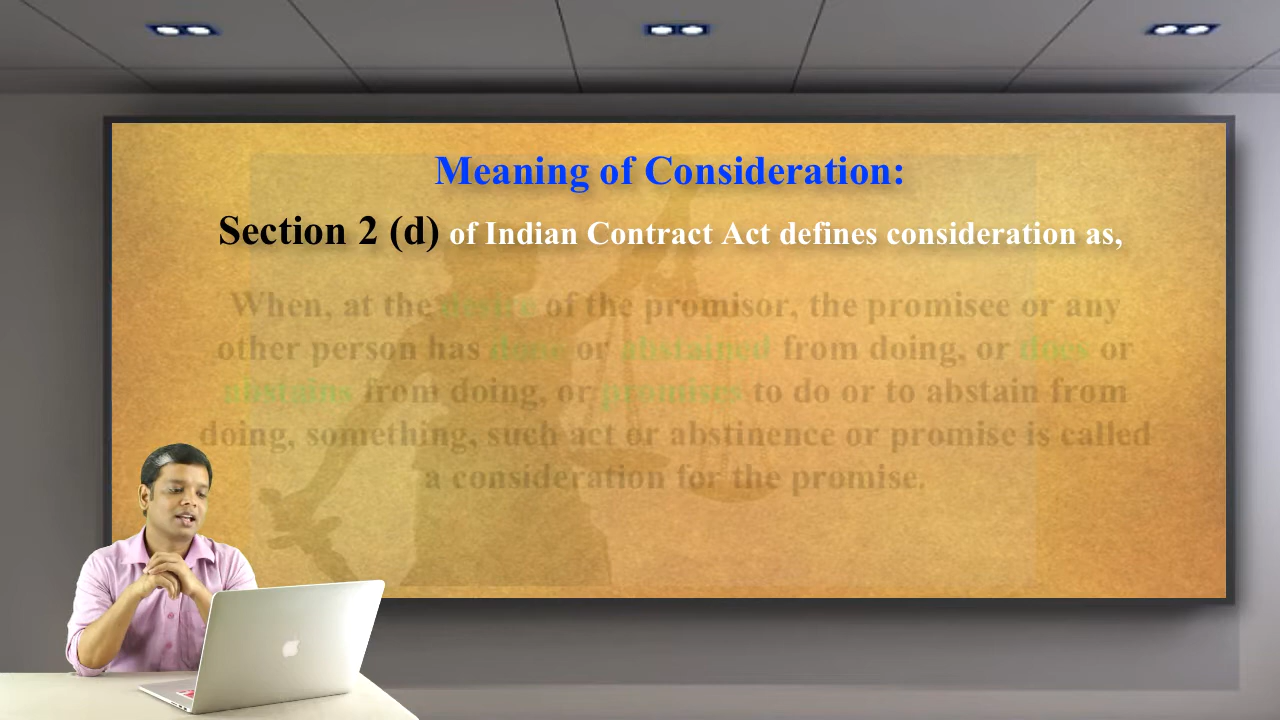 Meaning of Consideration:
Section 2 (d) of Indian Contract Act defines consideration as,
When, at the desire of the promisor, the promisee or any
other person has done or abstained from doing, or does or
abstains from doing, or promises to do or to abstain from
doing, something, such act or abstinence or promise is called
a consideration for the promise.